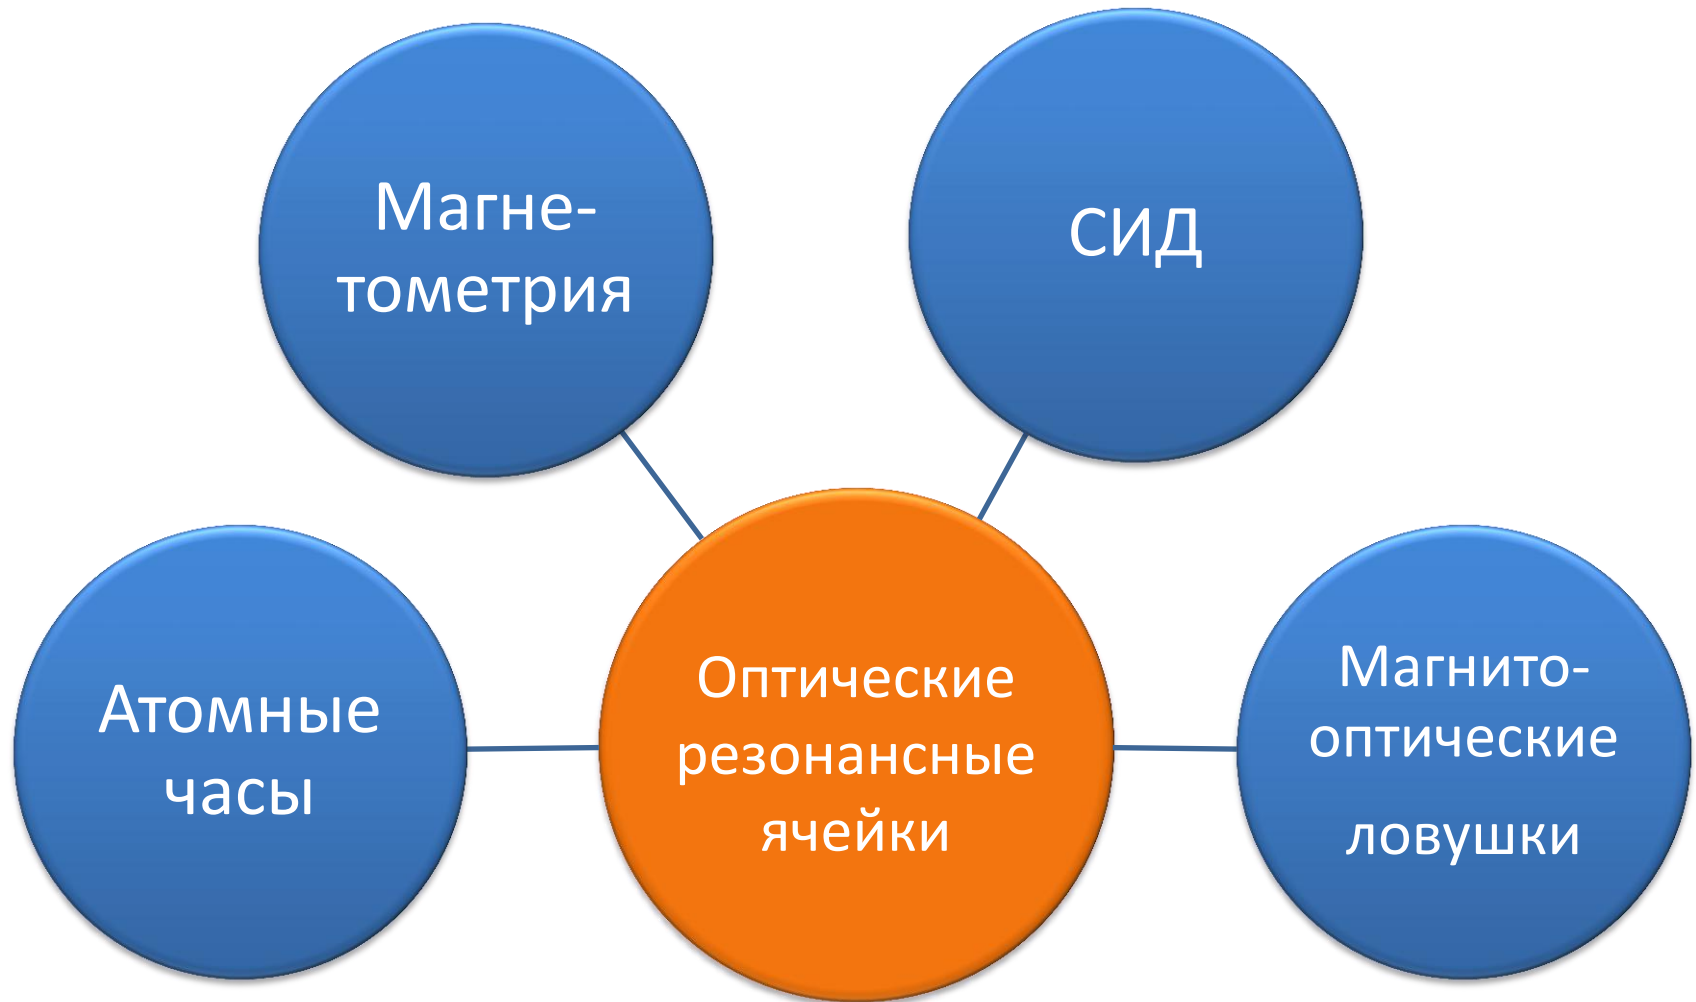 Магне-
тометрия
СИД
Атомные
часы
Оптические
резонансные
ячейки
Магнито-
оптические
ловушки